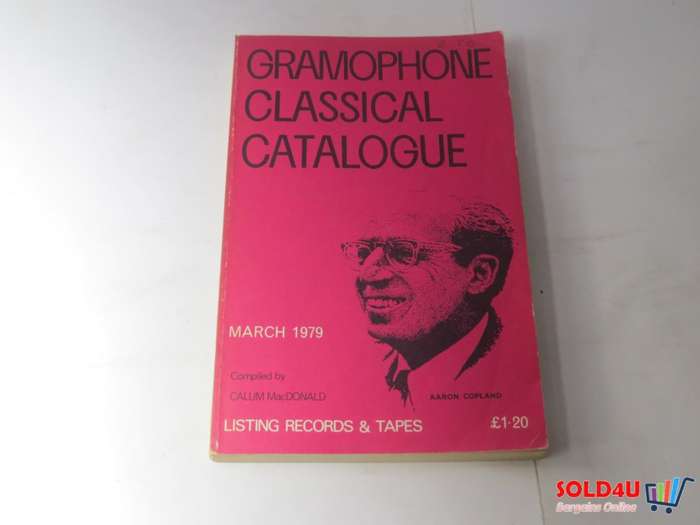 GRAMOPHONE
CLASSICAL
CATALOGUE
MARCH 1979
Compiled by
CALUM MacDONALD
AARON COPLAND
LISTING RECORDS & TAPES £1·20
SOLD4U
Bargains Online